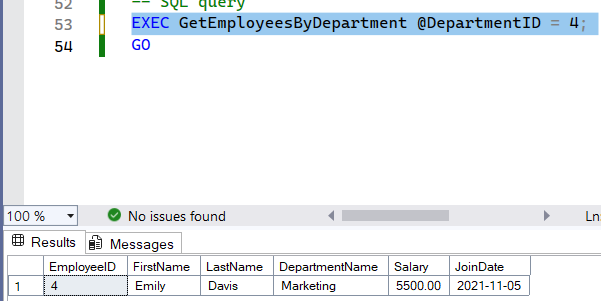 52
-- SQL query
53
EXEC GetEmployeesByDepartment @DepartmentID = 4;
54
GO
100 %
No issues found
Ln:
Results
Messages
EmployeeID FirstName LastName DepartmentName Salary JoinDate
1 4 Emily Davis Marketing 5500.00 2021-11-05